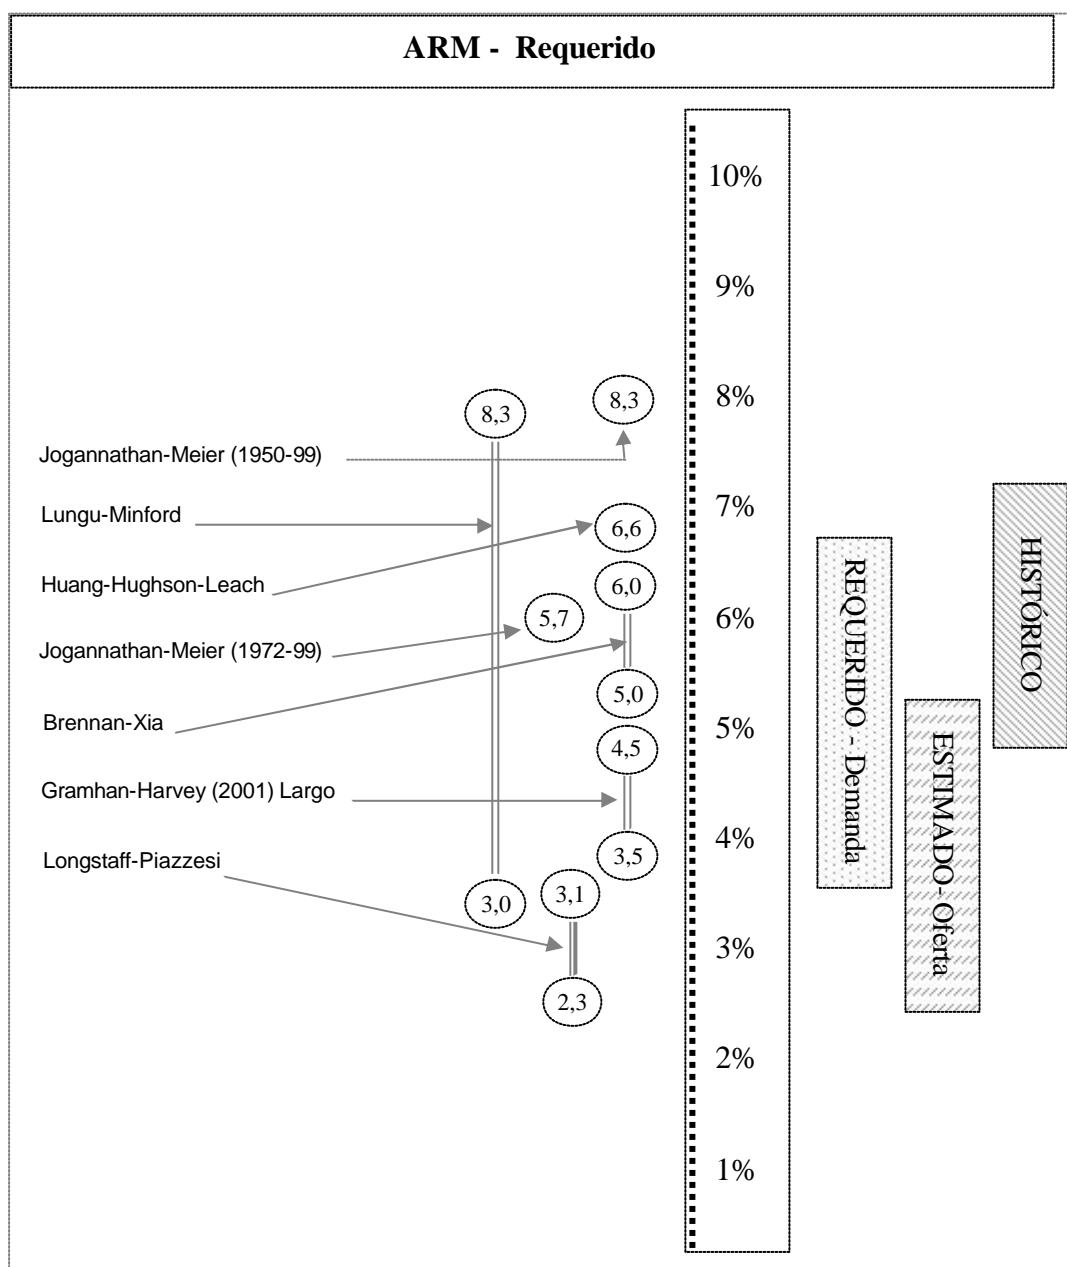 ARM - Requerido
10%
9%
8%
8,3
8,3
Jogannathan-Meier (1950-99)
7%
Lungu-Minford
6,6
Huang-Hughson-Leach
6,0
5,7
6%
Jogannathan-Meier (1972-99)
5,0
Brennan-Xia
5%
4,5
Gramhan-Harvey (2001) Largo
4%
3,5
Longstaff-Piazzesi
3,1
3,0
3%
2,3
2%
1%
REQUERIDO - Demanda
ESTIMADO- Oferta
HISTÓRICO